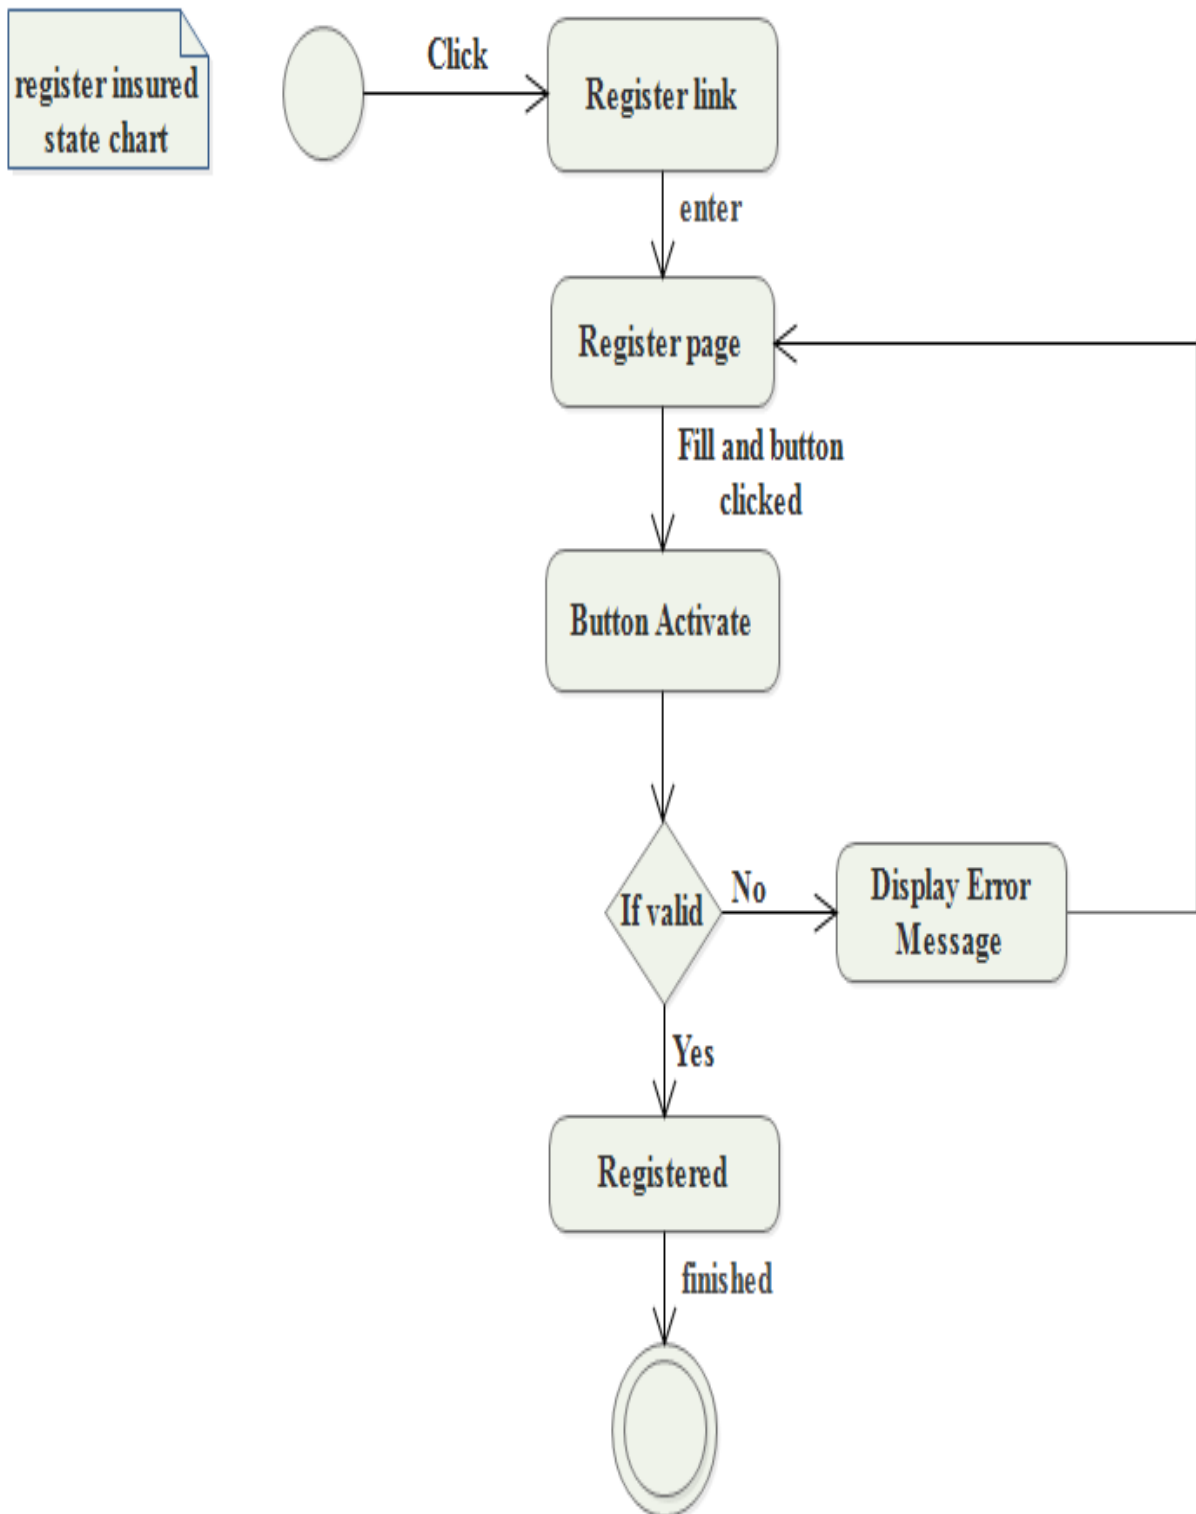 register insured
state chart
Click
Register link
enter
Register page
Fill and button
clicked
Button Activate
If valid
No
Display Error
Message
Yes
Registered
finished